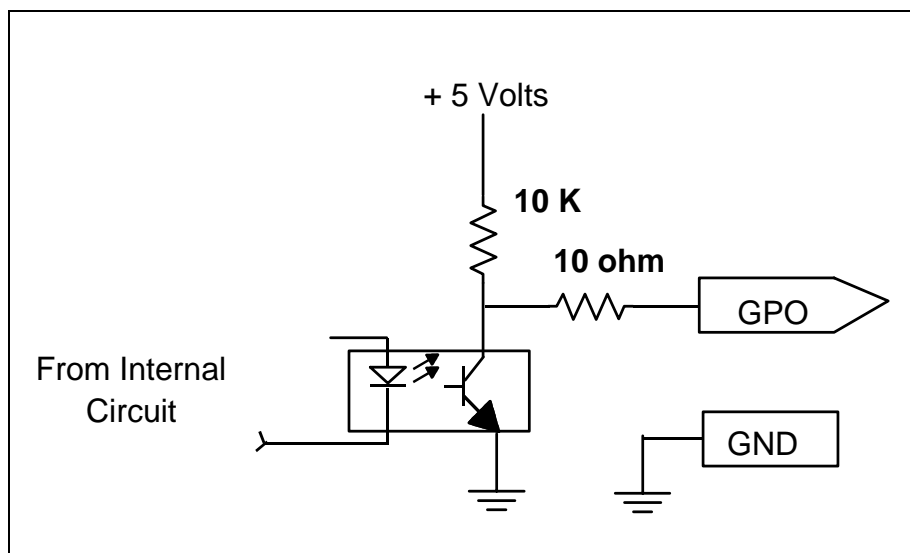 + 5 Volts
10 K
10 ohm
GPO
From Internal
Circuit
GND